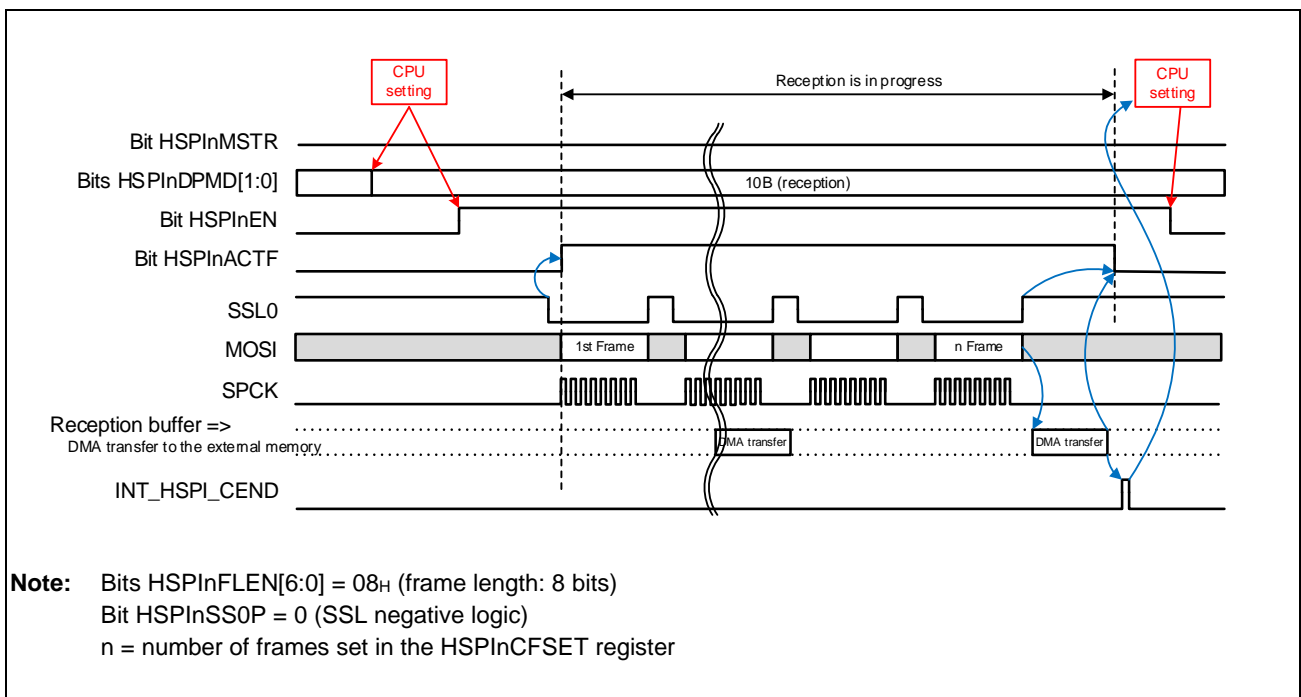 CPU
setting
Reception is in progress
CPU
setting
Bit HSPInMSTR
Bits HSPInDPMD[1:0]
10B (reception)
Bit HSPInEN
Bit HSPInACTF
SSL0
MOSI
1st Frame
n Frame
SPCK
Reception buffer =>
DMA transfer to the external memory
DMA transfer
DMA transfer
INT_HSPI_CEND
Note: Bits HSPInFLEN[6:0] = 08H (frame length: 8 bits)
Bit HSPInSS0P = 0 (SSL negative logic)
n = number of frames set in the HSPInCFSET register